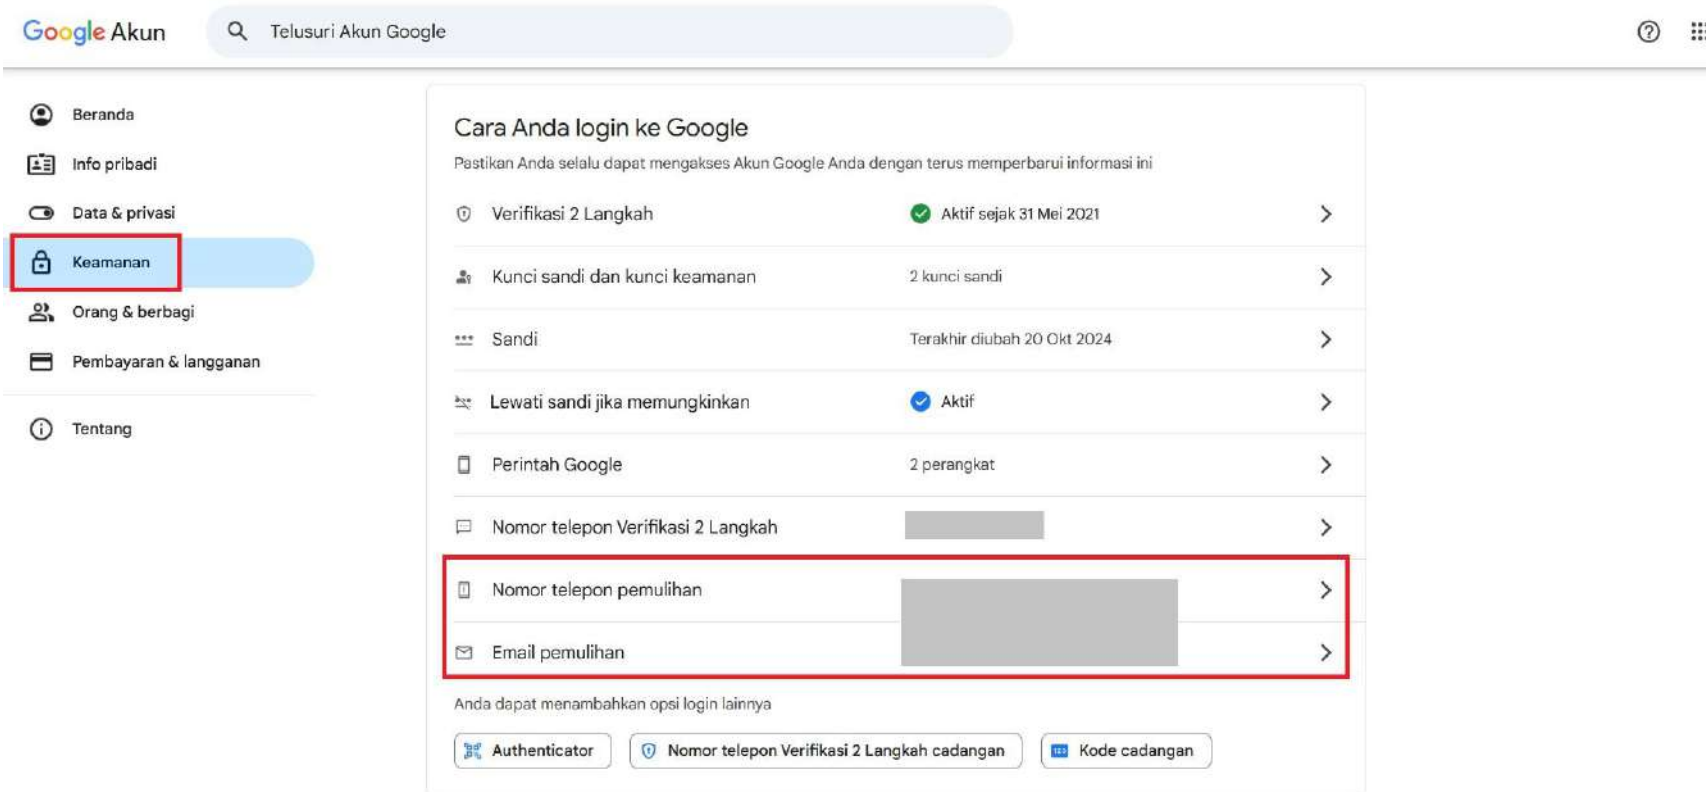 Google Akun
Telusuri Akun Google
Beranda
Info pribadi
Data & privasi
Keamanan
Orang & berbagi
Pembayaran & langganan
Tentang
Cara Anda login ke Google
Pastikan Anda selalu dapat mengakses Akun Google Anda dengan terus memperbarui informasi ini
Verifikasi 2 Langkah Aktif sejak 31 Mei 2021
Kunci sandi dan kunci keamanan 2 kunci sandi
Sandi Terakhir diubah 20 Okt 2024
Lewati sandi jika memungkinkan Aktif
Perintah Google 2 perangkat
Nomor telepon Verifikasi 2 Langkah
Nomor telepon pemulihan
Email pemulihan
Anda dapat menambahkan opsi login lainnya
Authenticator Nomor telepon Verifikasi 2 Langkah cadangan Kode cadangan